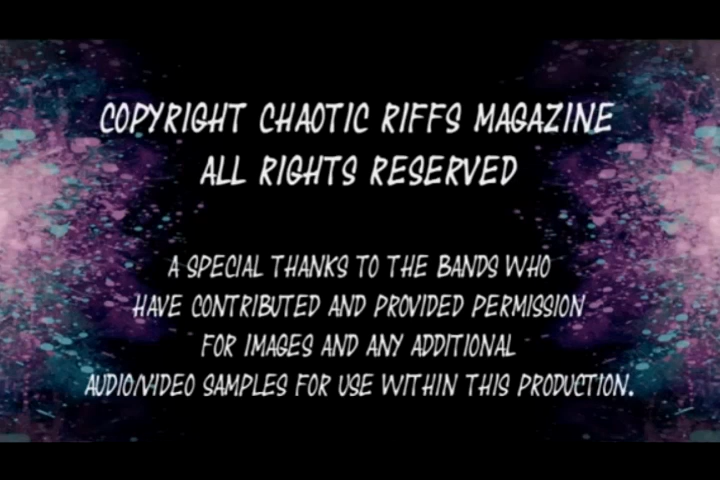 COPYRIGHT CHAOTIC RIFFS MAGAZINE
ALL RIGHTS RESERVED
A SPECIAL THANKS TO THE BANDS WHO
HAVE CONTRIBUTED AND PROVIDED PERMISSION
FOR IMAGES AND ANY ADDITIONAL
AUDIO/VIDEO SAMPLES FOR USE WITHIN THIS PRODUCTION.